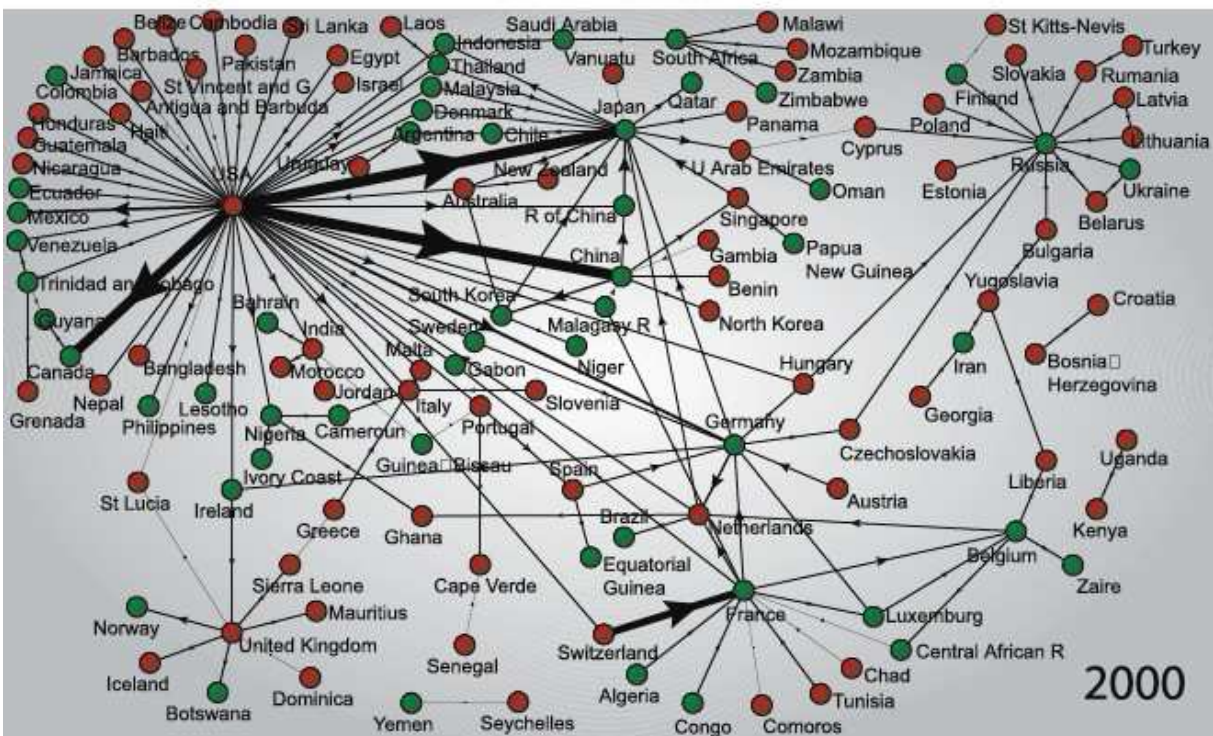 Belize Cambodia
Sri Lanka
Laos
Saudi Arabia
Malawi
St Kitts-Nevis
Barbados
Indonesia
Vanuatu
South Africa
Mozambique
Slovakia
Turkey
Jamaica
Pakistan
Egypt
Thailand
Zambia
Rumania
Colombia
St Vincent and G
Israel
Malaysia
Japan
Qatar
Zimbabwe
Finland
Latvia
Antigua and Barbuda
Denmark
Panama
Poland
Honduras
Haiti
Argentina
Chile
Cyprus
Lithuania
Guatemala
Uruguay
New Zealand
U Arab Emirates
Russia
Nicaragua
USA
Estonia
Ukraine
Ecuador
Australia
Oman
Mexico
R of China
Singapore
Belarus
Venezuela
China
Gambia
Papua
New Guinea
Bulgaria
Trinidad and Tobago
Benin
Yugoslavia
Bahrain
South Korea
Croatia
Guyana
India
Sweden
Malagasy R
North Korea
Malta
Iran
Canada
Bangladesh
Morocco
Gabon
Niger
Hungary
Bosnia□
Herzegovina
Grenada
Nepal
Jordan
Italy
Slovenia
Georgia
Philippines
Lesotho
Nigeria
Cameroun
Portugal
Germany
Czechoslovakia
Guinea□Bissau
Uganda
Ivory Coast
Spain
St Lucia
Ireland
Austria
Liberia
Greece
Ghana
Brazil
Netherlands
Kenya
Belgium
Equatorial
Guinea
Sierra Leone
Cape Verde
Zaire
France
Norway
Mauritius
Luxemburg
United Kingdom
Switzerland
Central African R
Iceland
Senegal
Chad
Dominica
Algeria
Tunisia
2000
Botswana
Yemen
Seychelles
Congo
Comoros